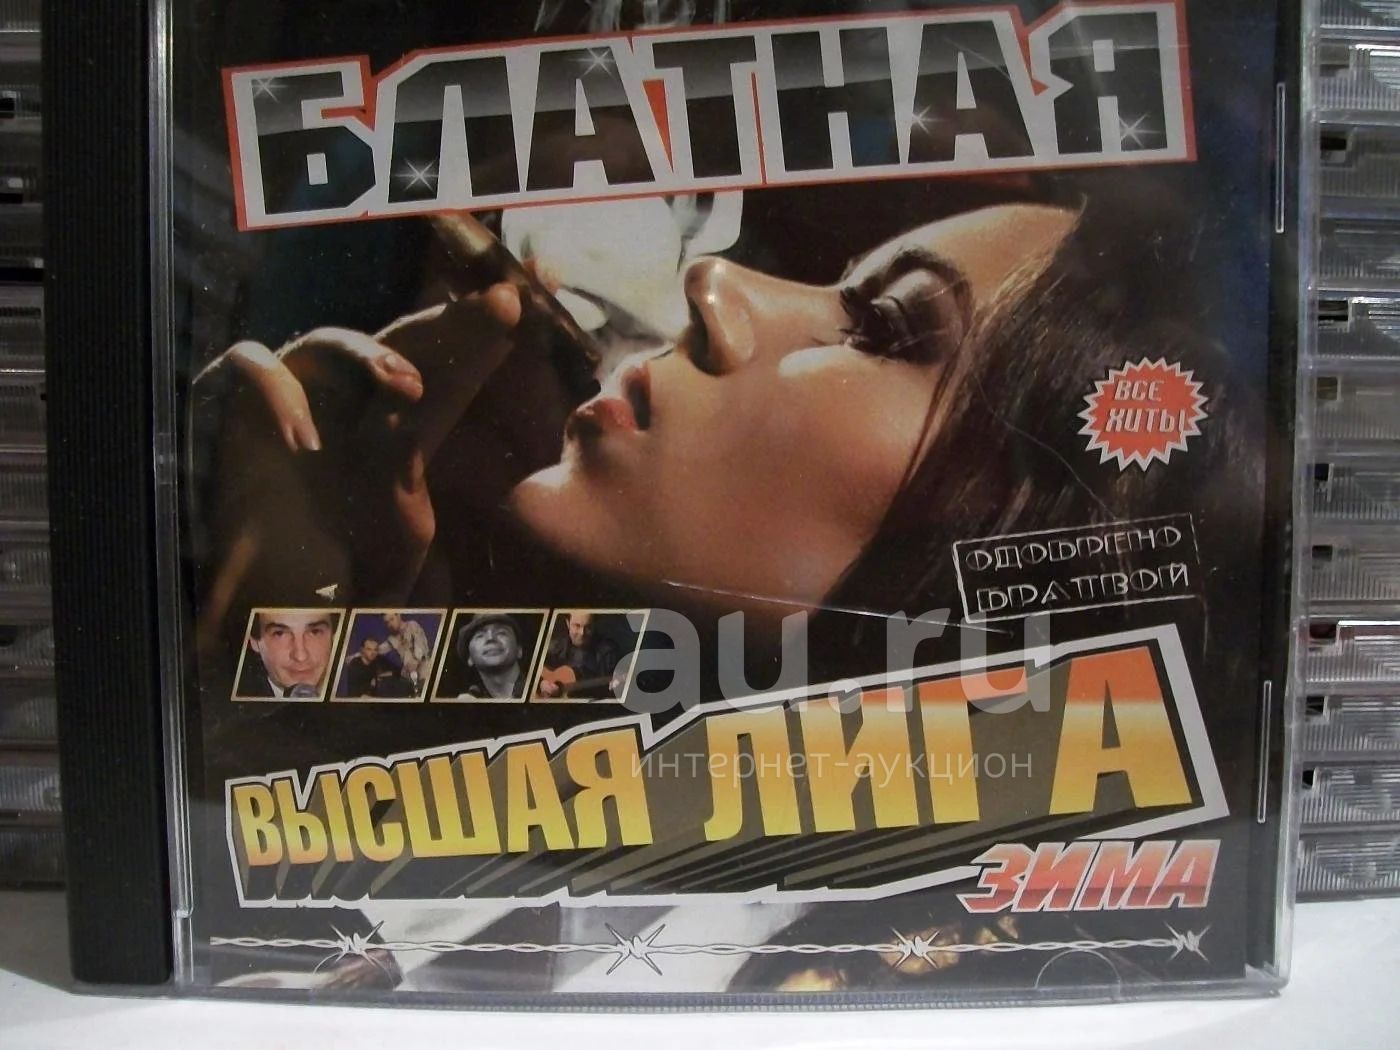 БЛАТНАЯ
ВСЕ
ХИТЫ
ОДОБРЕНО
БРАТВОЙ
au.ru
интернет-аукцион
ВЫСШАЯ ЛИГА
ЗИМА